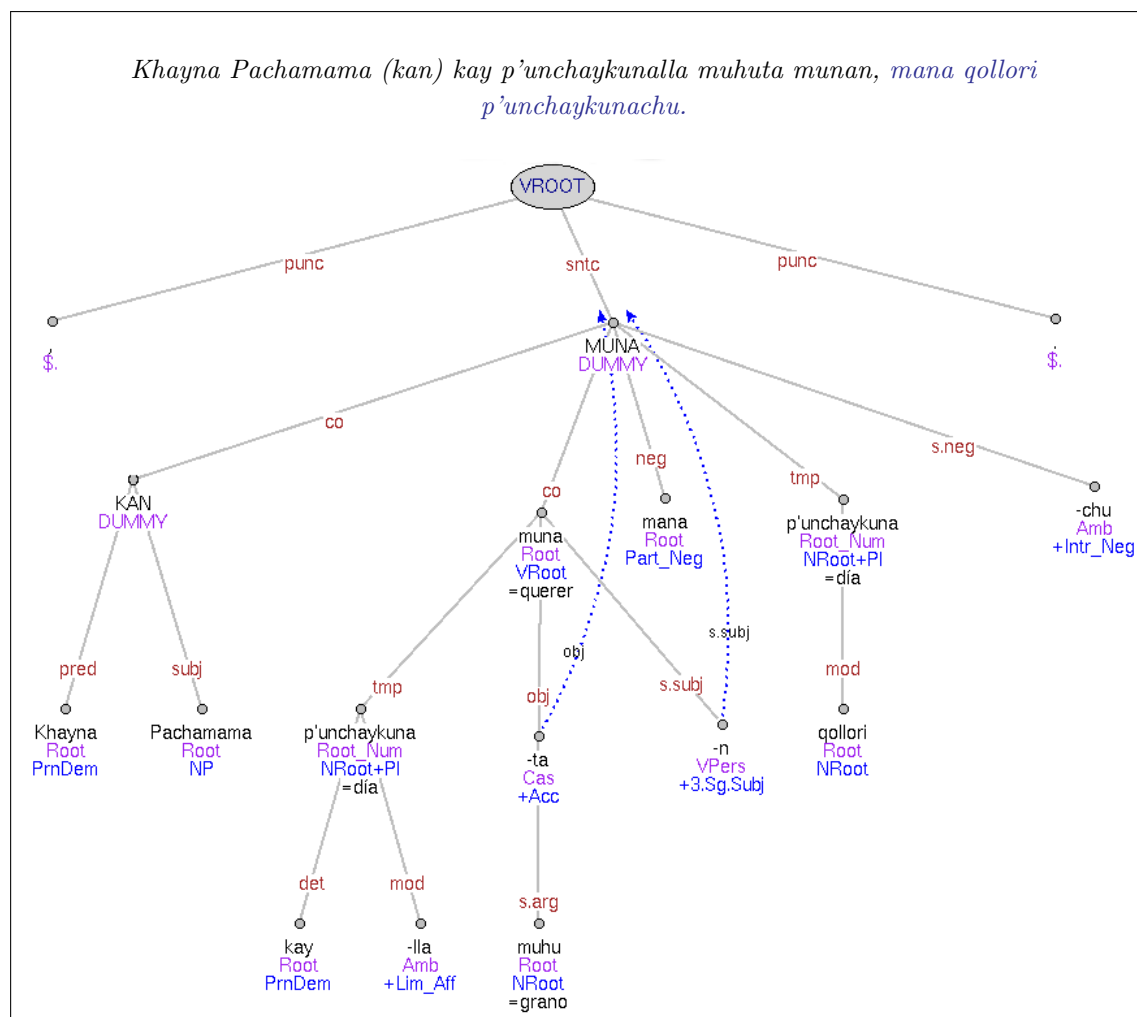 Khayna Pachamama (kan) kay p'unchaykunalla muhuta munan, mana qollori
p'unchaykunachu.
VROOT
punc
sntc
punc
,
$.
MUNA
DUMMY
.
$.
co
co
neg
tmp
s.neg
KAN
DUMMY
muna
Root
VRoot
=querer
mana
Root
Part_Neg
p'unchaykuna
Root_Num
NRoot+Pl
=día
-chu
Amb
+Intr_Neg
pred
subj
tmp
obj
obj
s.subj
s.subj
mod
Khayna
Root
PrnDem
Pachamama
Root
NP
p'unchaykuna
Root_Num
NRoot+Pl
=día
-ta
Cas
+Acc
-n
VPers
+3.Sg.Subj
qollori
Root
NRoot
det
mod
s.arg
kay
Root
PrnDem
-lla
Amb
+Lim_Aff
muhu
Root
NRoot
=grano